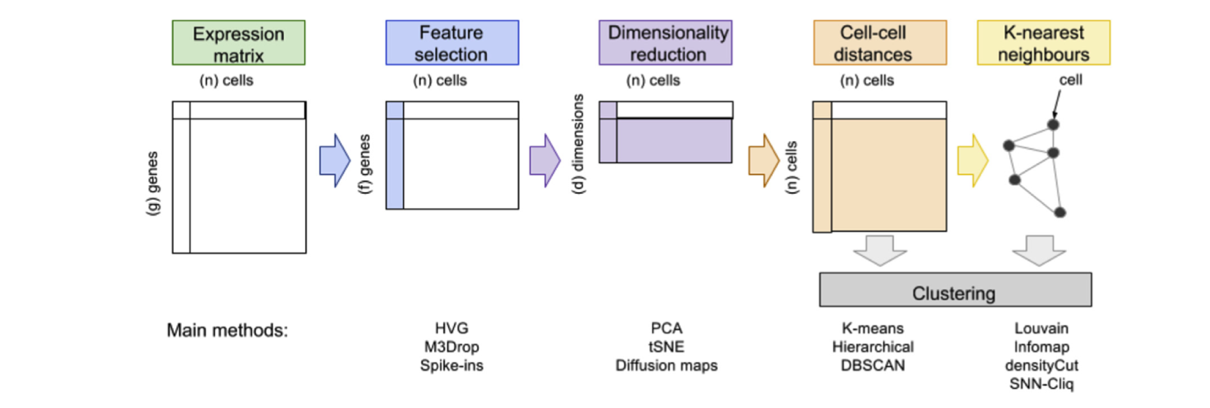 Expression
matrix
Feature
selection
Dimensionality
reduction
Cell-cell
distances
K-nearest
neighbours
(n) cells
(n) cells
(n) cells
(n) cells
cell
(g) genes
(f) genes
(d) dimensions
(n) cells
Clustering
Main methods:
HVG
M3Drop
Spike-ins
PCA
tSNE
Diffusion maps
K-means
Hierarchical
DBSCAN
Louvain
Infomap
densityCut
SNN-Cliq